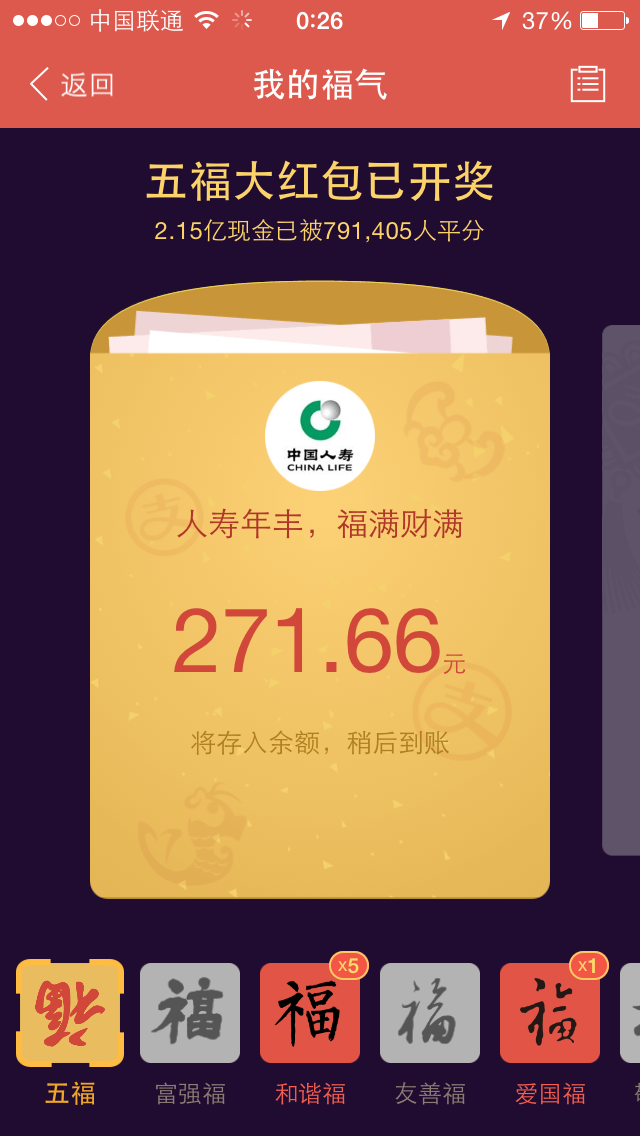 中国联通 0:26 37%
返回 我的福气
五福大红包已开奖
2.15亿现金已被791,405人平分
中国人寿
CHINA LIFE
人寿年丰，福满财满
271.66元
将存入余额，稍后到账
支
支
福 福 福 x5 福 福 x1
五福 富强福 和谐福 友善福 爱国福